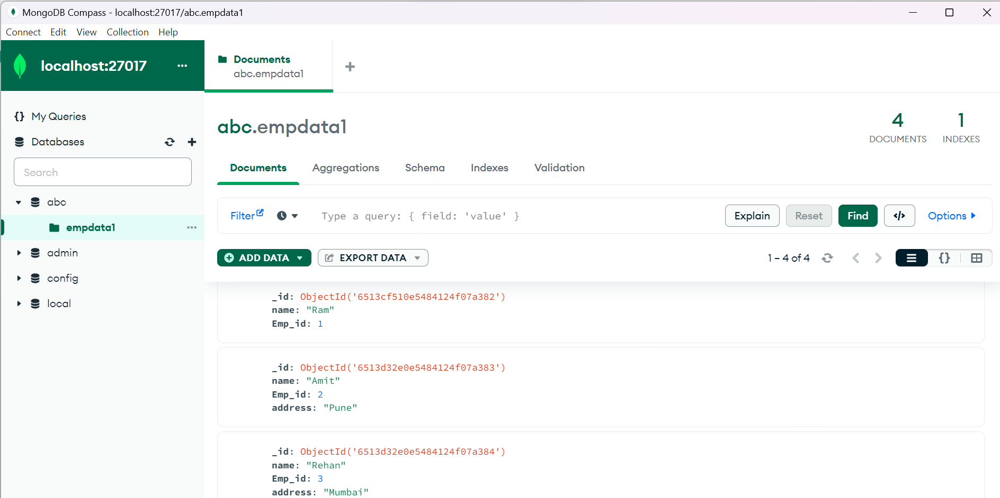 MongoDB Compass - localhost:27017/abc.empdata1
Connect Edit View Collection Help
localhost:27017
Documents
abc.empdata1
My Queries
Databases
Search
abc
empdata1
admin
config
local
abc.empdata1
4
DOCUMENTS
1
INDEXES
Documents Aggregations Schema Indexes Validation
Filter Type a query: { field: 'value' } Explain Reset Find </> Options
ADD DATA EXPORT DATA 1 – 4 of 4 {}
_id: ObjectId('6513cf510e5484124f07a382')
name: "Ram"
Emp_id: 1
_id: ObjectId('6513d32e0e5484124f07a383')
name: "Amit"
Emp_id: 2
address: "Pune"
_id: ObjectId('6513d32e0e5484124f07a384')
name: "Rehan"
Emp_id: 3
address: "Mumbai"